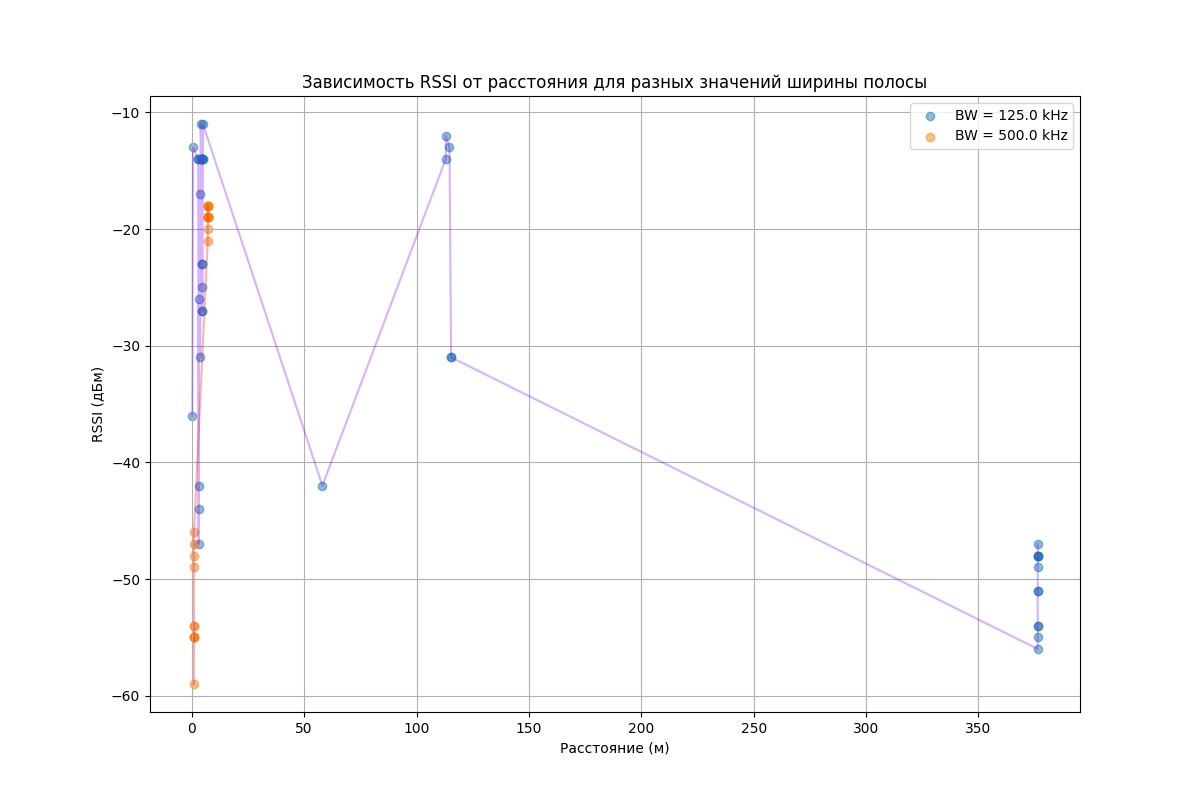 Зависимость RSSI от расстояния для разных значений ширины полосы
BW = 125.0 kHz
BW = 500.0 kHz
RSSI (дБм)
−10
−20
−30
−40
−50
−60
0 50 100 150 200 250 300 350
Расстояние (м)